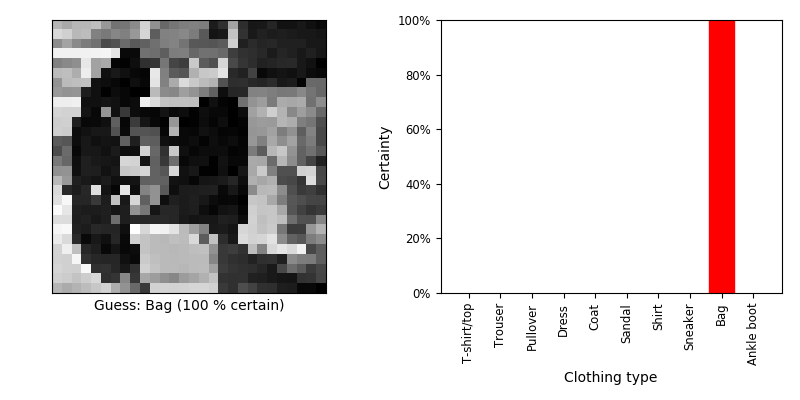 Guess: Bag (100 % certain)
100%
80%
60%
40%
20%
0%
Certainty
T-shirt/top
Trouser
Pullover
Dress
Coat
Sandal
Shirt
Sneaker
Bag
Ankle boot
Clothing type